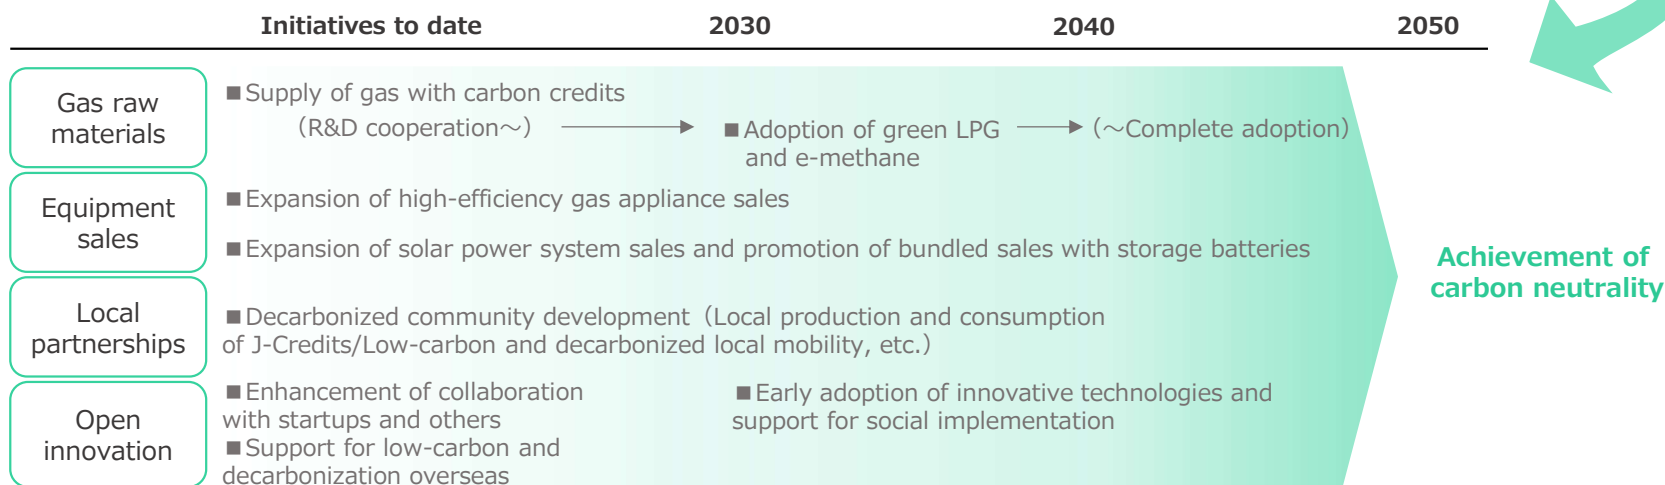 Initiatives to date 2030 2040 2050
Gas raw
materials
■Supply of gas with carbon credits
（R&D cooperation～）
■Adoption of green LPG
and e-methane
（～Complete adoption）
Equipment
sales
■Expansion of high-efficiency gas appliance sales
■Expansion of solar power system sales and promotion of bundled sales with storage batteries
Local
partnerships
■Decarbonized community development（Local production and consumption
of J-Credits/Low-carbon and decarbonized local mobility, etc.）
Open
innovation
■Enhancement of collaboration
with startups and others
■Support for low-carbon and
decarbonization overseas
■Early adoption of innovative technologies and
support for social implementation
Achievement of
carbon neutrality